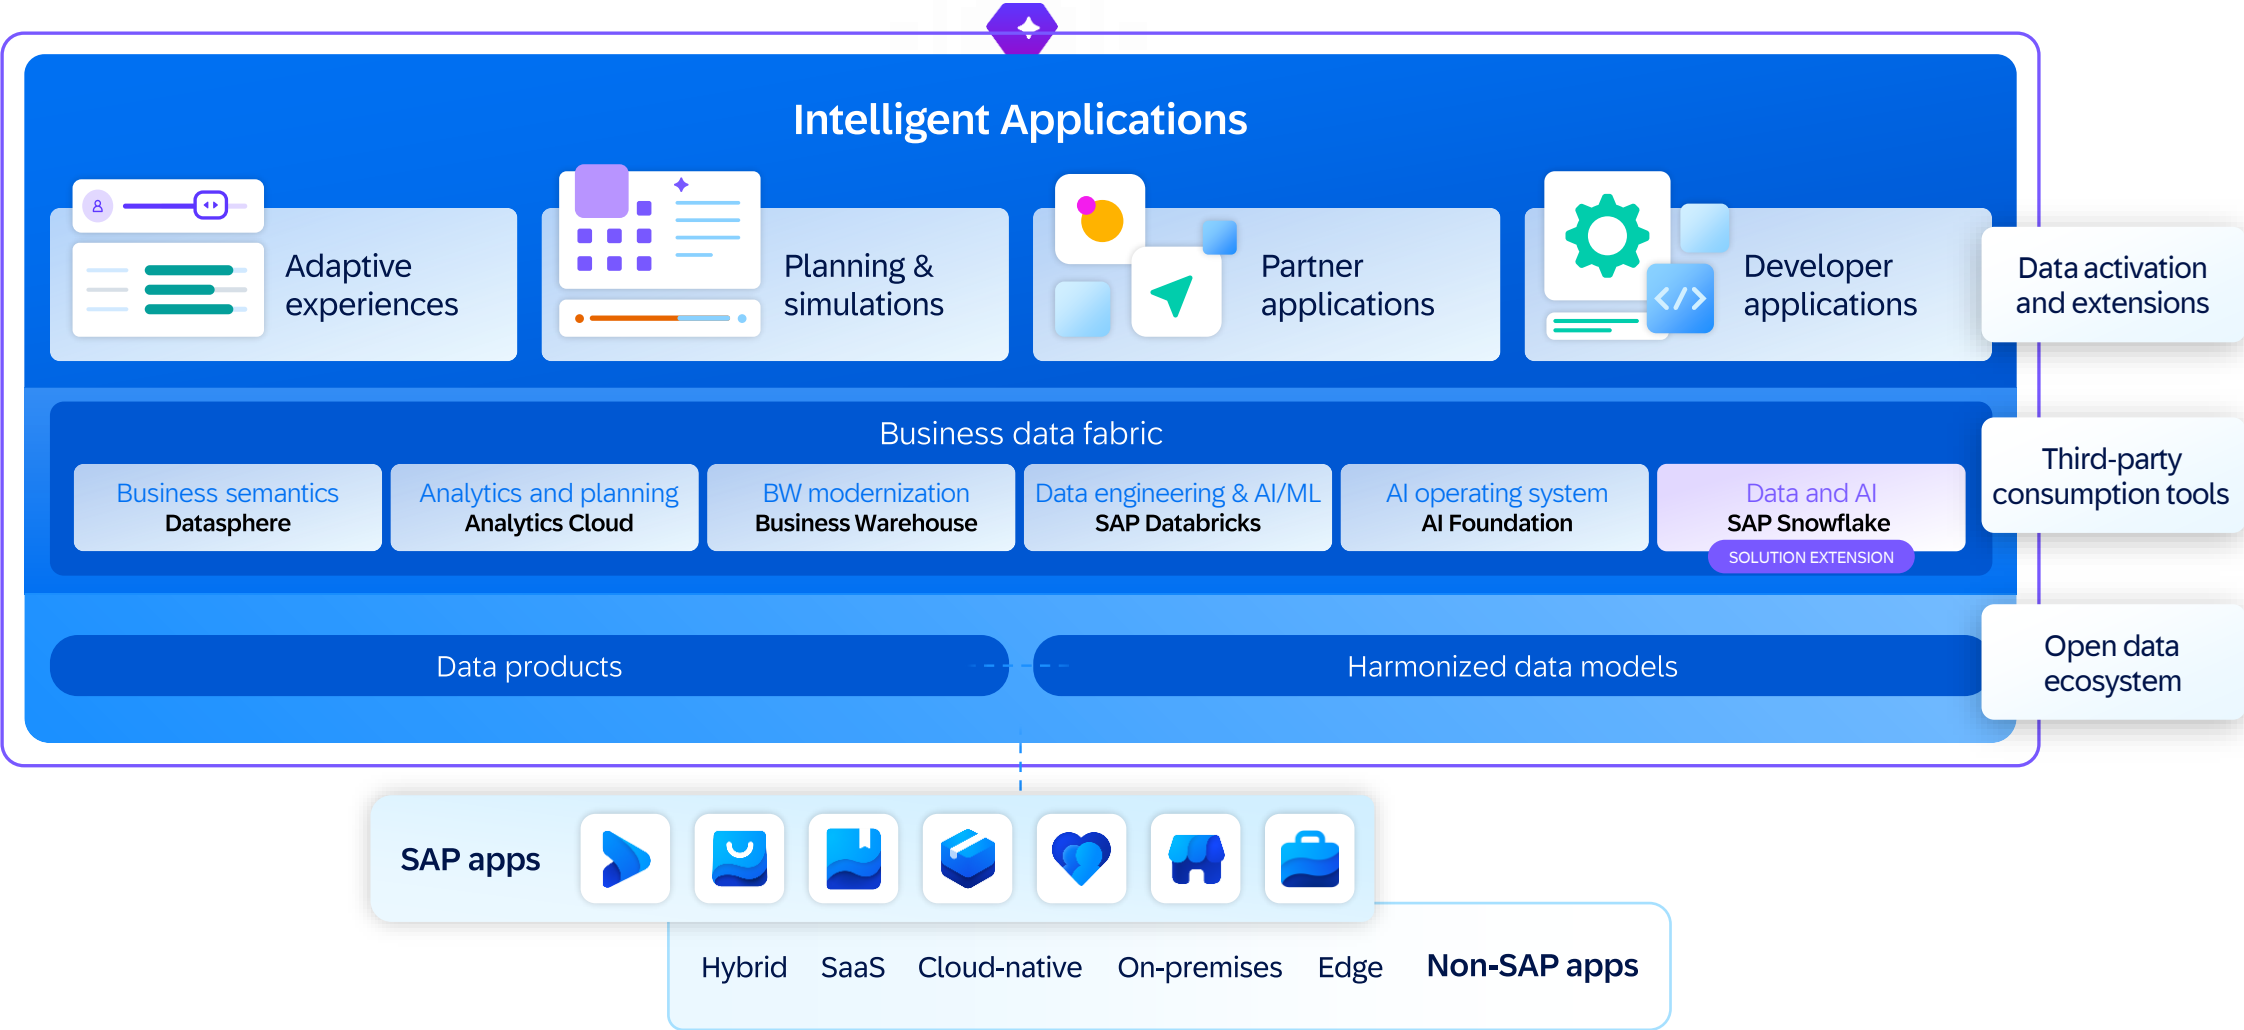 Intelligent Applications
Adaptive
experiences
Planning &
simulations
Partner
applications
Developer
applications
Data activation
and extensions
Business data fabric
Business semantics
Datasphere
Analytics and planning
Analytics Cloud
BW modernization
Business Warehouse
Data engineering & AI/ML
SAP Databricks
AI operating system
AI Foundation
Data and AI
SAP Snowflake
SOLUTION EXTENSION
Third-party
consumption tools
Data products
Harmonized data models
Open data
ecosystem
SAP apps
Hybrid SaaS Cloud-native On-premises Edge Non-SAP apps